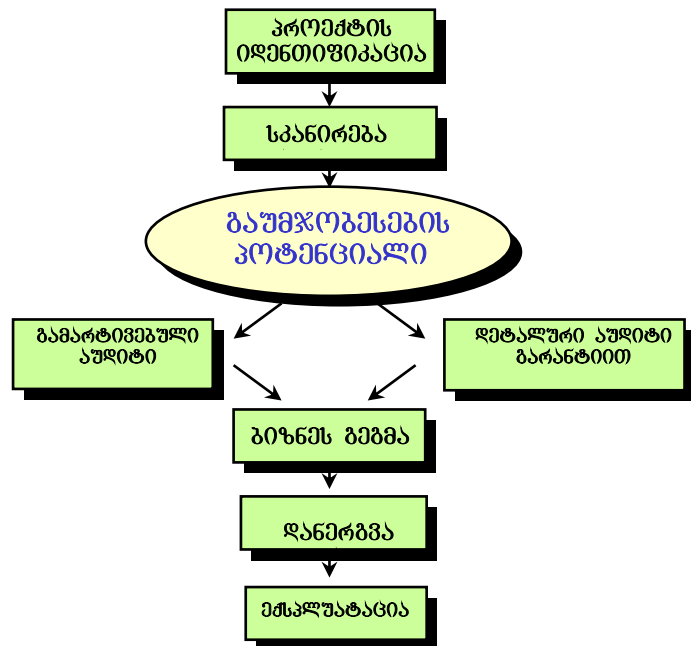 პროექტის
იდენტიფიკაცია
სკანირება
გაუმჯობესების
პოტენციალი
გამარტივებული
აუდიტი
დეტალური აუდიტი
გარანტიით
ბიზნეს გეგმა
დანერგვა
ექსპლუატაცია